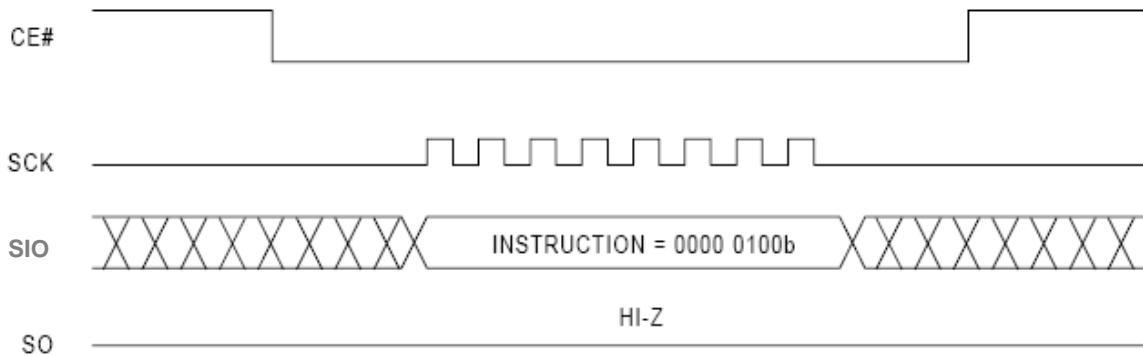 CE#
SCK
SIO
INSTRUCTION = 0000 0100b
HI-Z
SO